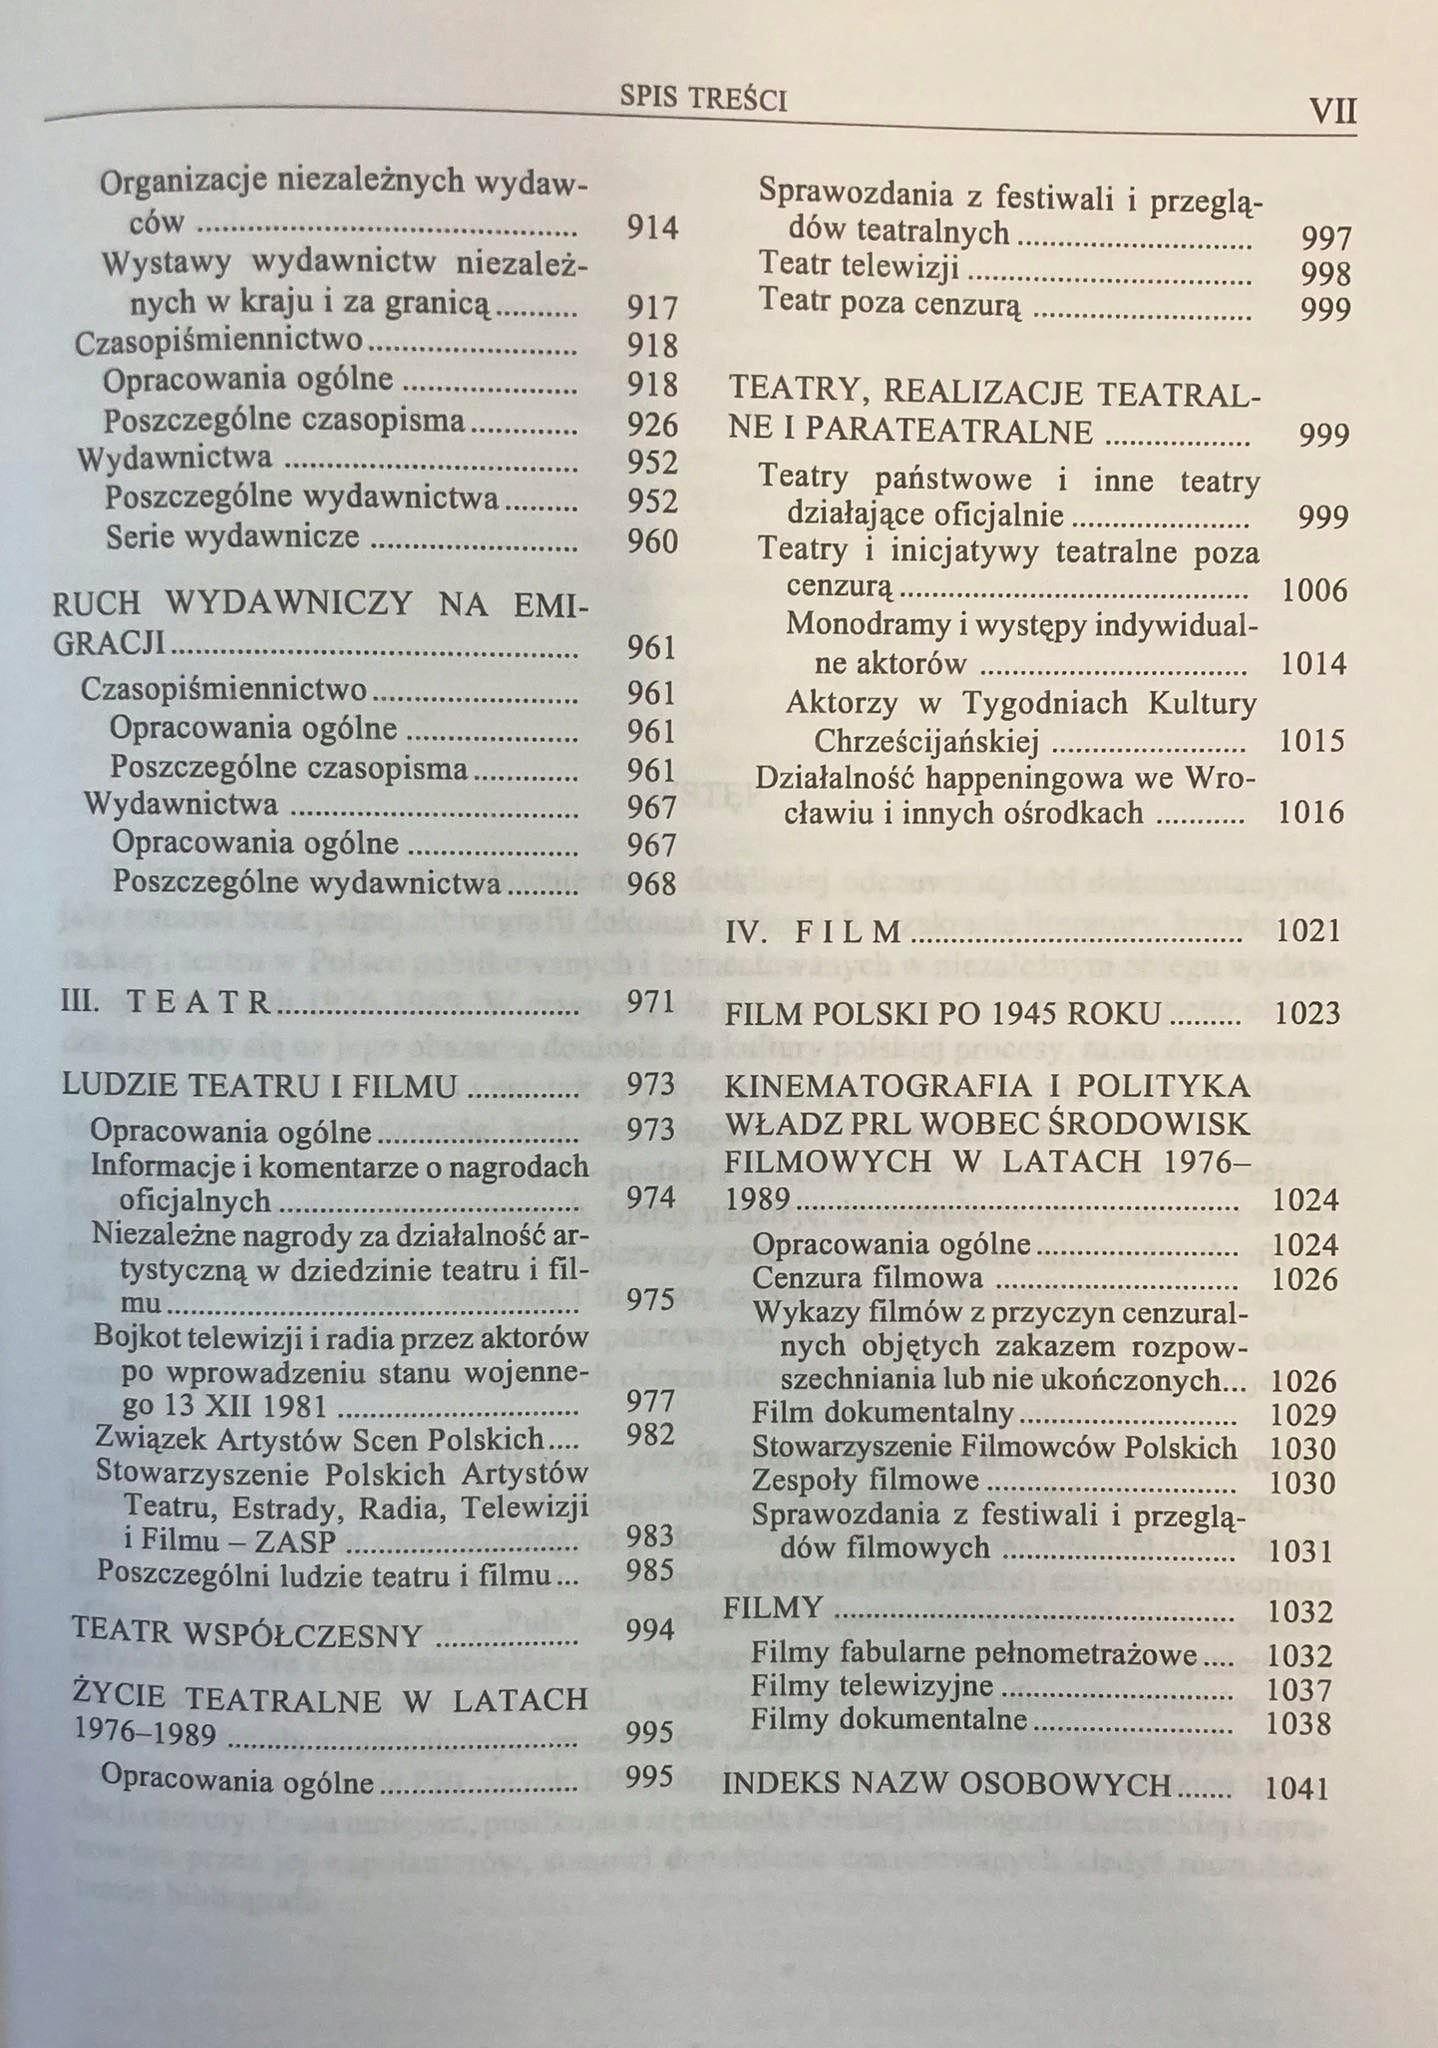 SPIS TREŚCI
VII
Organizacje niezależnych wydaw-
ców ........................................ 914
Wystawy wydawnictw niezależ-
nych w kraju i za granicą.......... 917
Czasopiśmiennictwo.......................... 918
Opracowania ogólne ..................... 918
Poszczególne czasopisma............. 926
Wydawnictwa .................................. 952
Poszczególne wydawnictwa......... 952
Serie wydawnicze ......................... 960
RUCH WYDAWNICZY NA EMI-
GRACJI................................................ 961
Czasopiśmiennictwo......................... 961
Opracowania ogólne .................... 961
Poszczególne czasopisma............ 961
Wydawnictwa ................................. 967
Opracowania ogólne .................... 967
Poszczególne wydawnictwa........ 968
III. T E A T R.................................... 971
LUDZIE TEATRU I FILMU ............. 973
Opracowania ogólne........................ 973
Informacje i komentarze o nagrodach
oficjalnych .................................... 974
Niezależne nagrody za działalność ar-
tystyczną w dziedzinie teatru i fil-
mu.................................................. 975
Bojkot telewizji i radia przez aktorów
po wprowadzeniu stanu wojenne-
go 13 XII 1981 ............................. 977
Związek Artystów Scen Polskich.... 982
Stowarzyszenie Polskich Artystów
Teatru, Estrady, Radia, Telewizji
i Filmu – ZASP ........................... 983
Poszczególni ludzie teatru i filmu... 985
TEATR WSPÓŁCZESNY ................. 994
ŻYCIE TEATRALNE W LATACH
1976–1989 ......................................... 995
Opracowania ogólne........................ 995
Sprawozdania z festiwali i przeglą-
dów teatralnych ........................... 997
Teatr telewizji ................................. 998
Teatr poza cenzurą ......................... 999
TEATRY, REALIZACJE TEATRAL-
NE I PARATEATRALNE ................. 999
Teatry państwowe i inne teatry
działające oficjalnie ..................... 999
Teatry i inicjatywy teatralne poza
cenzurą ......................................... 1006
Monodramy i występy indywidual-
ne aktorów ............................... 1014
Aktorzy w Tygodniach Kultury
Chrześcijańskiej ....................... 1015
Działalność happeningowa we Wro-
cławiu i innych ośrodkach ........... 1016
IV. F I L M ....................................... 1021
FILM POLSKI PO 1945 ROKU ......... 1023
KINEMATOGRAFIA I POLITYKA
WŁADZ PRL WOBEC ŚRODOWISK
FILMOWYCH W LATACH 1976–
1989.................................................... 1024
Opracowania ogólne........................ 1024
Cenzura filmowa ............................. 1026
Wykazy filmów z przyczyn cenzural-
nych objętych zakazem rozpow-
szechniania lub nie ukończonych... 1026
Film dokumentalny.......................... 1029
Stowarzyszenie Filmowców Polskich 1030
Zespoły filmowe .............................. 1030
Sprawozdania z festiwali i przeglą-
dów filmowych ............................ 1031
FILMY ................................................ 1032
Filmy fabularne pełnometrażowe.... 1032
Filmy telewizyjne ............................ 1037
Filmy dokumentalne........................ 1038
INDEKS NAZW OSOBOWYCH....... 1041